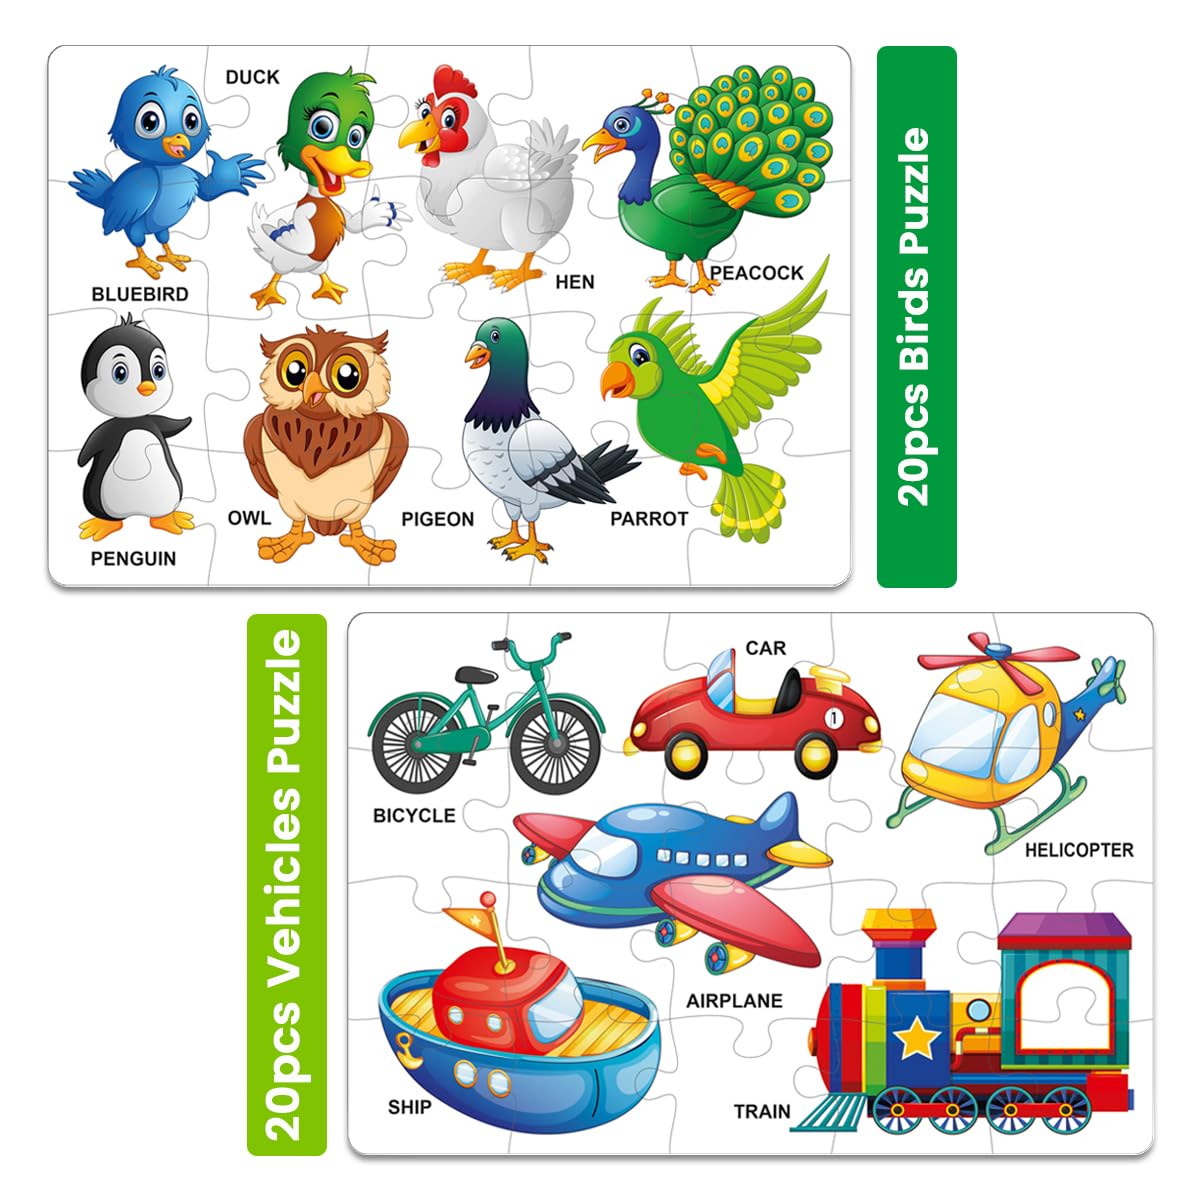 DUCK
BLUEBIRD
HEN
PEACOCK
PENGUIN
OWL
PIGEON
PARROT
20pcs Birds Puzzle
20pcs Vehicles Puzzle
CAR
1
BICYCLE
HELICOPTER
AIRPLANE
SHIP
TRAIN